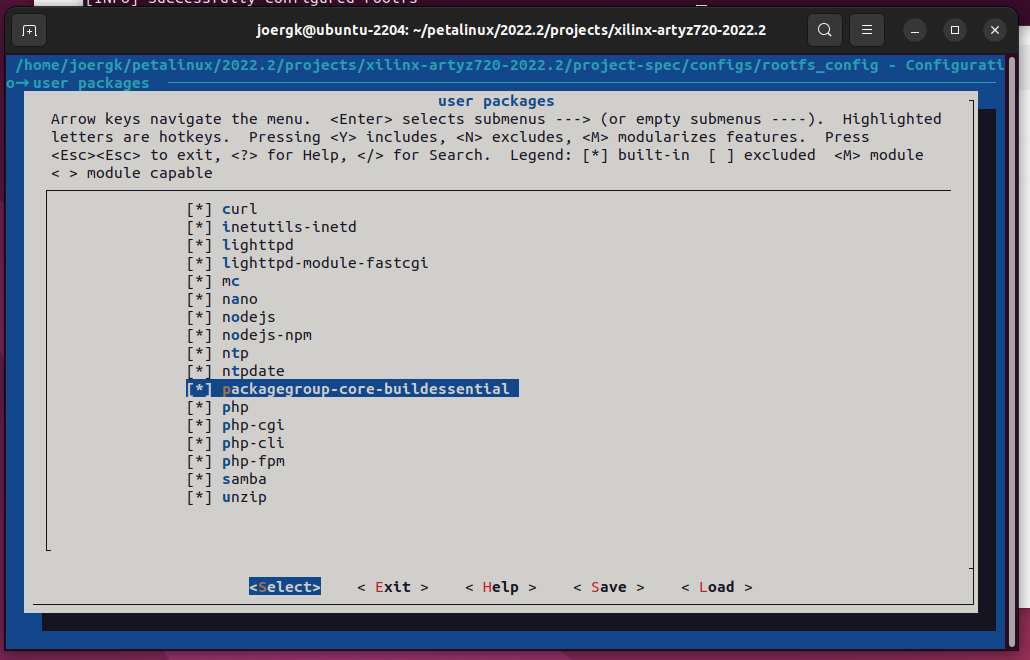 [INFO] Successfully configured rootfs
joergk@ubuntu-2204: ~/petalinux/2022.2/projects/xilinx-artyz720-2022.2
/home/joergk/petalinux/2022.2/projects/xilinx-artyz720-2022.2/project-spec/configs/rootfs_config - Configurati
o→user packages
user packages
Arrow keys navigate the menu.  <Enter> selects submenus ---> (or empty submenus ----).  Highlighted
letters are hotkeys.  Pressing <Y> includes, <N> excludes, <M> modularizes features.  Press
<Esc><Esc> to exit, <?> for Help, </> for Search.  Legend: [*] built-in  [ ] excluded  <M> module
< > module capable
[*] curl
[*] inetutils-inetd
[*] lighttpd
[*] lighttpd-module-fastcgi
[*] mc
[*] nano
[*] nodejs
[*] nodejs-npm
[*] ntp
[*] ntpdate
[*] packagegroup-core-buildessential
[*] php
[*] php-cgi
[*] php-cli
[*] php-fpm
[*] samba
[*] unzip
<Select>    < Exit >    < Help >    < Save >    < Load >